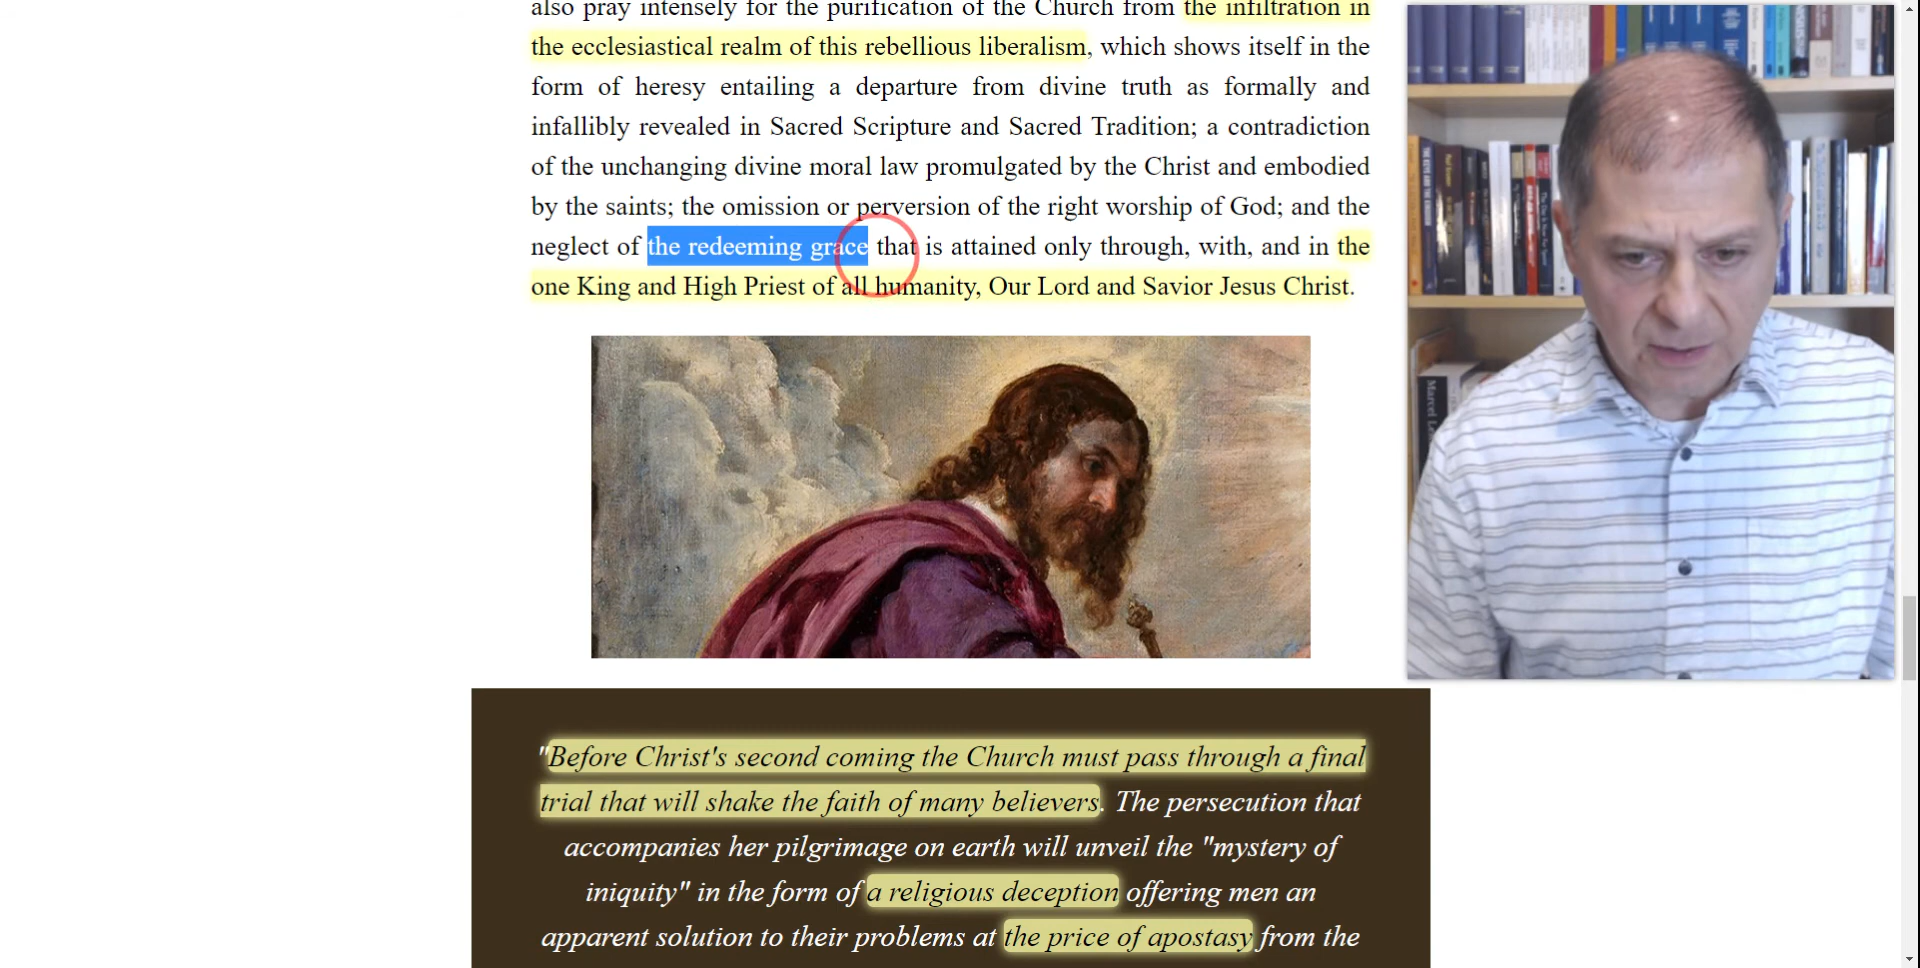 also pray intensely for the purification of the Church from the infiltration in
the ecclesiastical realm of this rebellious liberalism, which shows itself in the
form of heresy entailing a departure from divine truth as formally and
infallibly revealed in Sacred Scripture and Sacred Tradition; a contradiction
of the unchanging divine moral law promulgated by the Christ and embodied
by the saints; the omission or perversion of the right worship of God; and the
neglect of the redeeming grace that is attained only through, with, and in the
one King and High Priest of all humanity, Our Lord and Savior Jesus Christ.
"Before Christ's second coming the Church must pass through a final
trial that will shake the faith of many believers. The persecution that
accompanies her pilgrimage on earth will unveil the "mystery of
iniquity" in the form of a religious deception offering men an
apparent solution to their problems at the price of apostasy from the